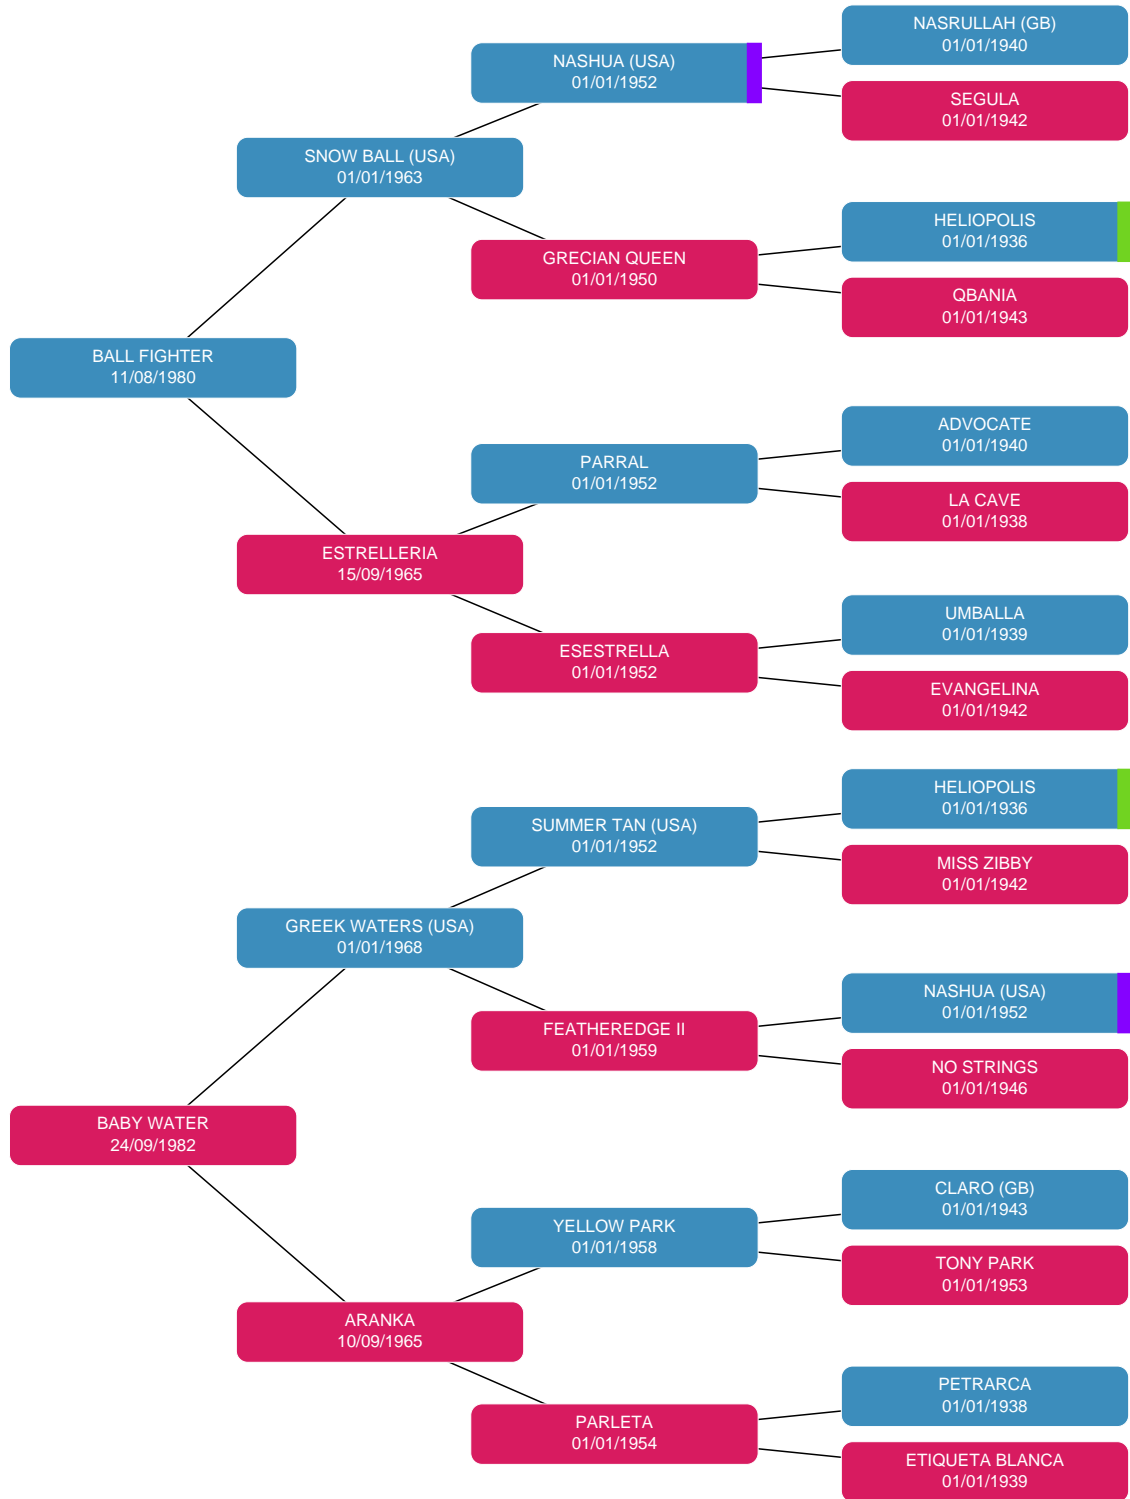 NASRULLAH (GB)
01/01/1940
NASHUA (USA)
01/01/1952
SEGULA
01/01/1942
SNOW BALL (USA)
01/01/1963
HELIOPOLIS
01/01/1936
GRECIAN QUEEN
01/01/1950
QBANIA
01/01/1943
BALL FIGHTER
11/08/1980
ADVOCATE
01/01/1940
PARRAL
01/01/1952
LA CAVE
01/01/1938
ESTRELLERIA
15/09/1965
UMBALLA
01/01/1939
ESESTRELLA
01/01/1952
EVANGELINA
01/01/1942
HELIOPOLIS
01/01/1936
SUMMER TAN (USA)
01/01/1952
MISS ZIBBY
01/01/1942
GREEK WATERS (USA)
01/01/1968
NASHUA (USA)
01/01/1952
FEATHEREDGE II
01/01/1959
NO STRINGS
01/01/1946
BABY WATER
24/09/1982
CLARO (GB)
01/01/1943
YELLOW PARK
01/01/1958
TONY PARK
01/01/1953
ARANKA
10/09/1965
PETRARCA
01/01/1938
PARLETA
01/01/1954
ETIQUETA BLANCA
01/01/1939